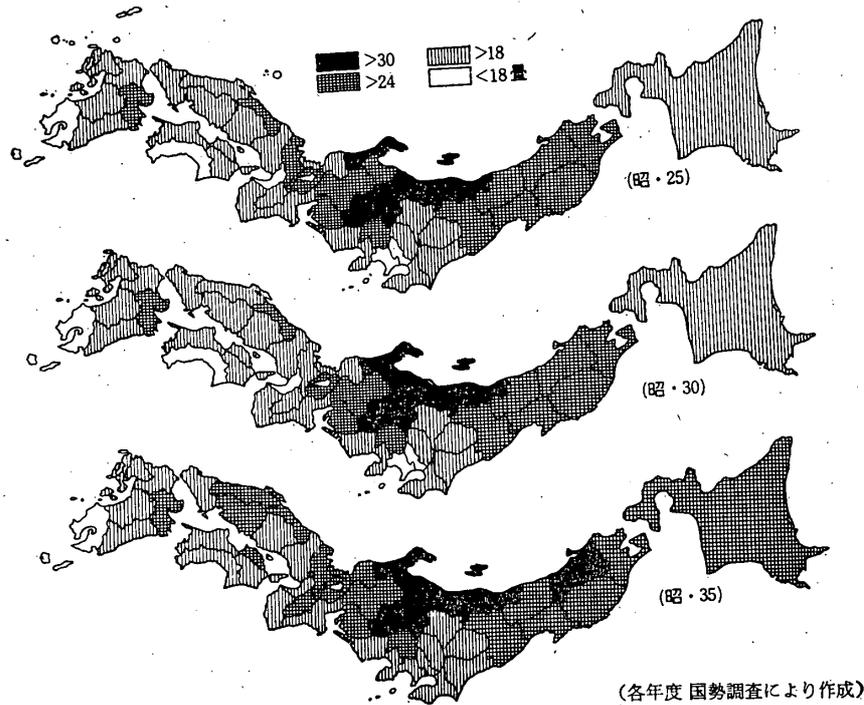 >30
>18
>24
<18畳
(昭・25)
(昭・30)
(昭・35)
(各年度 国勢調査により作成)